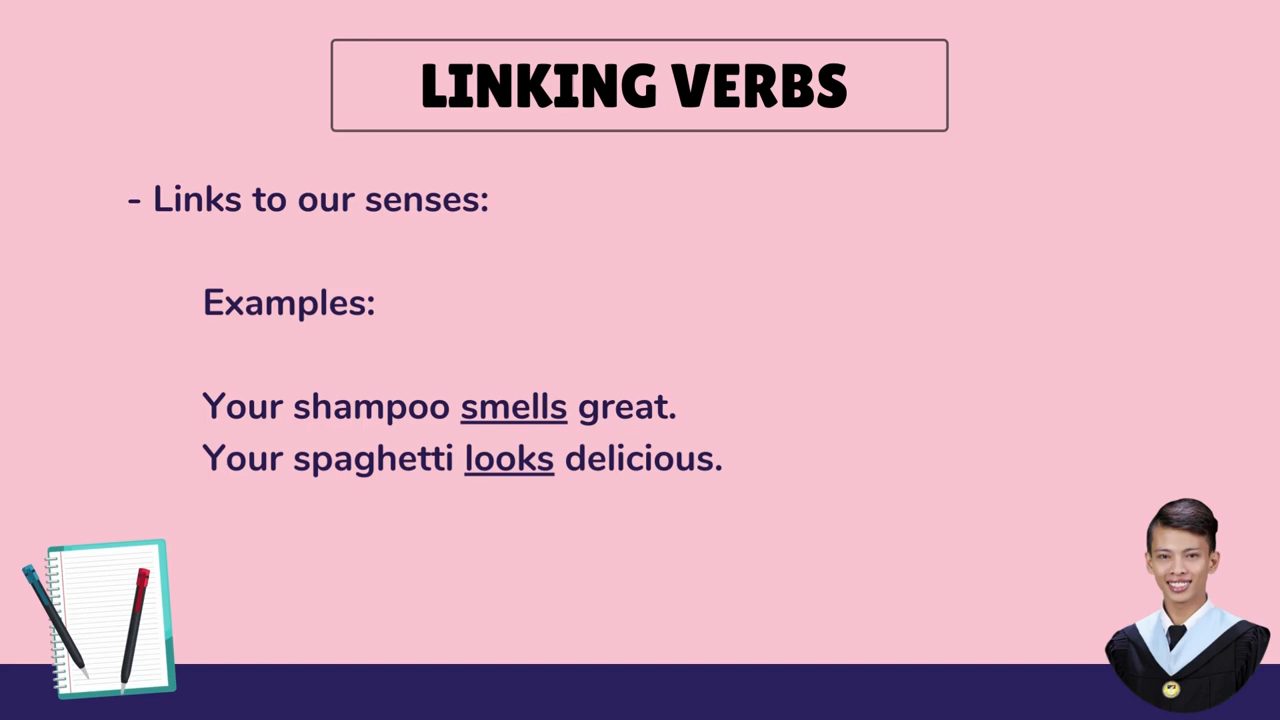 LINKING VERBS
- Links to our senses:
Examples:
Your shampoo smells great.
Your spaghetti looks delicious.